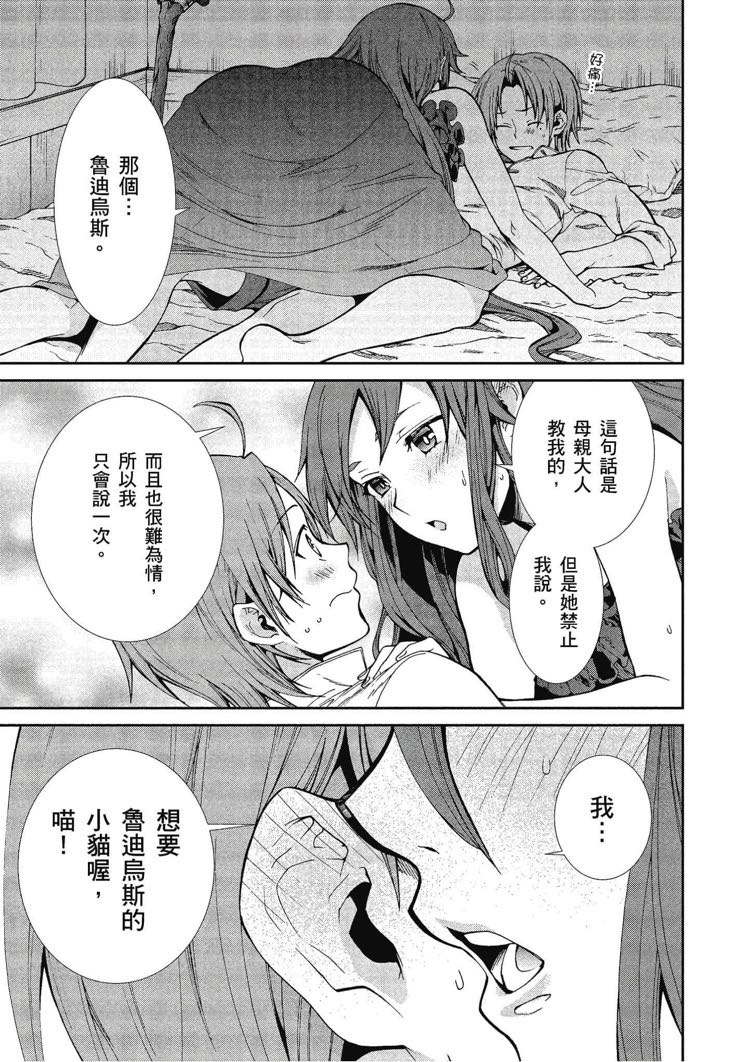 好痛…
那個…
魯迪烏斯。
這句話是
母親大人
教我的，
但是她禁止
我說。
而且也很難為情，
所以我
只會說一次。
我…
想要
魯迪烏斯的
小貓喔，
喵！